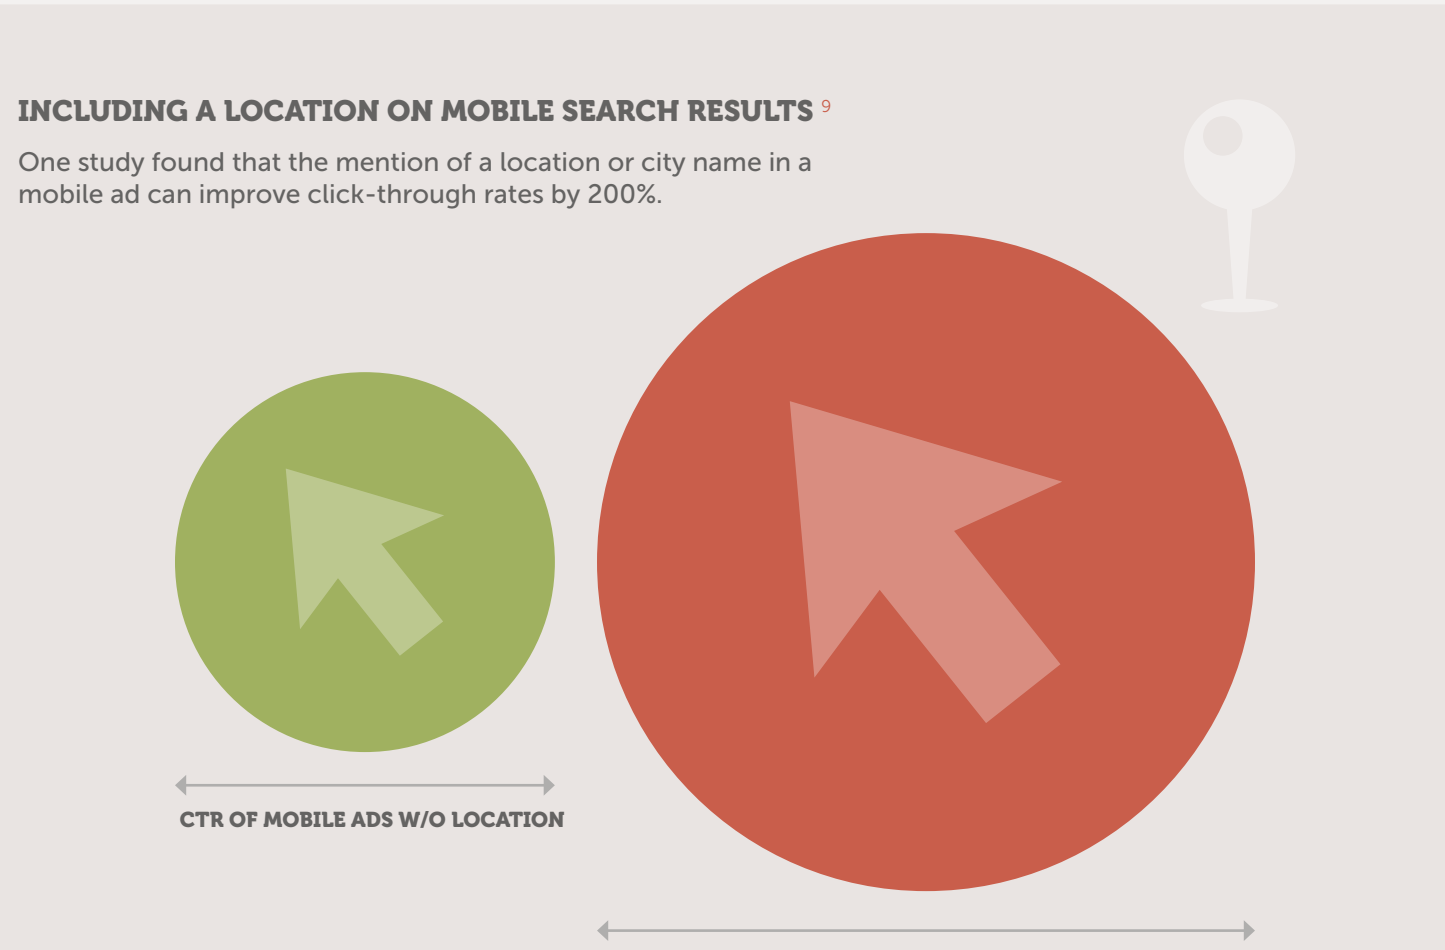 INCLUDING A LOCATION ON MOBILE SEARCH RESULTS 9
One study found that the mention of a location or city name in a
mobile ad can improve click-through rates by 200%.
CTR OF MOBILE ADS W/O LOCATION